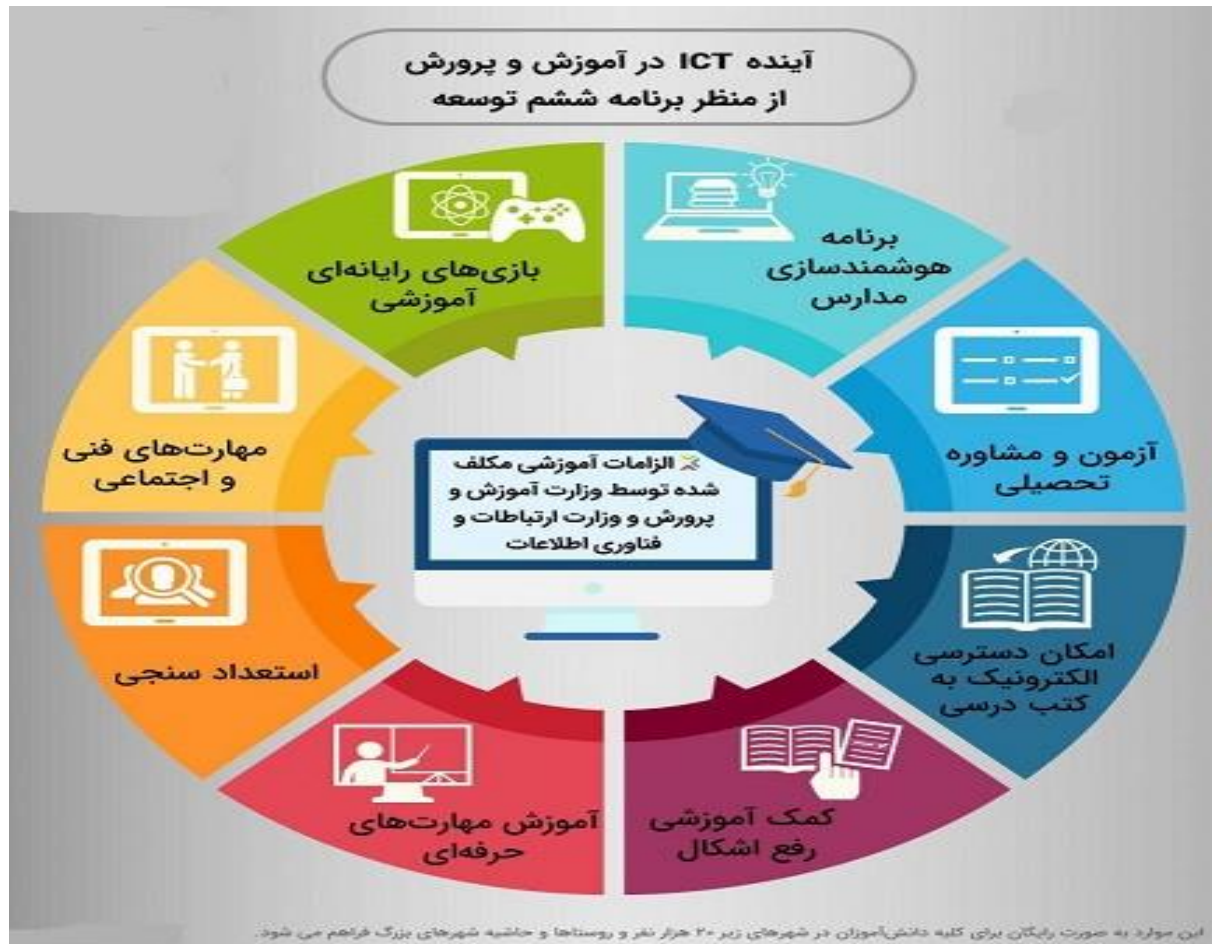 آینده ICT در آموزش و پرورش
از منظر برنامه ششم توسعه
برنامه
هوشمندسازی
مدارس
آزمون و مشاوره
تحصیلی
امکان دسترسی
الکترونیک به
کتب درسی
کمک آموزشی
رفع اشکال
آموزش مهارت‌های
حرفه‌ای
استعداد سنجی
مهارت‌های فنی
و اجتماعی
بازی‌های رایانه‌ای
آموزشی
الزامات آموزشی مکلف
شده توسط وزارت آموزش و
پرورش و وزارت ارتباطات و
فناوری اطلاعات
این موارد به صورت رایگان برای کلیه دانش‌آموزان در شهرهای زیر ۲۰ هزار نفر و روستاها و حاشیه شهرهای بزرگ فراهم می شود.